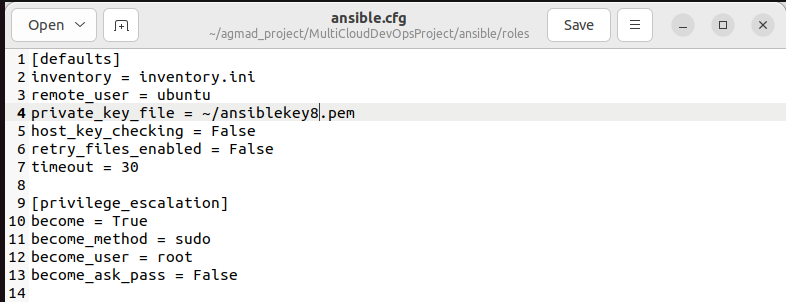 Open
ansible.cfg
~/agmad_project/MultiCloudDevOpsProject/ansible/roles
Save
1 [defaults]
2 inventory = inventory.ini
3 remote_user = ubuntu
4 private_key_file = ~/ansiblekey8.pem
5 host_key_checking = False
6 retry_files_enabled = False
7 timeout = 30
8
9 [privilege_escalation]
10 become = True
11 become_method = sudo
12 become_user = root
13 become_ask_pass = False
14